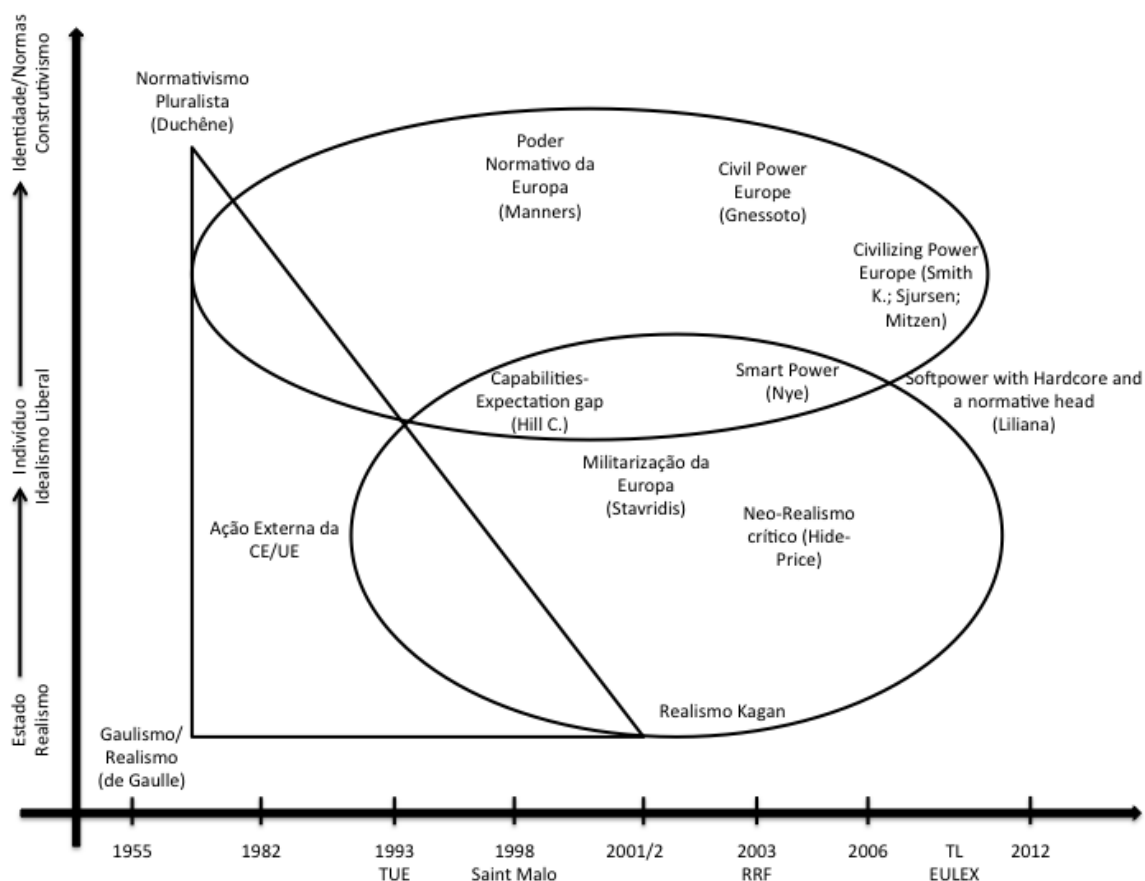 Identidade/Normas
Construtivismo
Indivíduo
Idealismo Liberal
Estado
Realismo
Normativismo
Pluralista
(Duchêne)
Poder
Normativo da
Europa
(Manners)
Civil Power
Europe
(Gnessoto)
Civilizing Power
Europe (Smith
K.; Sjursen;
Mitzen)
Capabilities-
Expectation gap
(Hill C.)
Smart Power
(Nye)
Softpower with Hardcore and
a normative head
(Liliana)
Militarização da
Europa
(Stavridis)
Ação Externa da
CE/UE
Neo-Realismo
crítico (Hide-
Price)
Realismo Kagan
Gaulismo/
Realismo
(de Gaulle)
1955
1982
1993
TUE
1998
Saint Malo
2001/2
2003
RRF
2006
TL
EULEX
2012